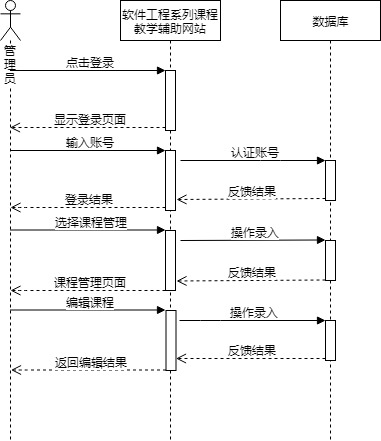 软件工程系列课程
教学辅助网站
数据库
管
理
员
点击登录
显示登录页面
输入账号
认证账号
反馈结果
登录结果
选择课程管理
操作录入
反馈结果
课程管理页面
编辑课程
操作录入
反馈结果
返回编辑结果